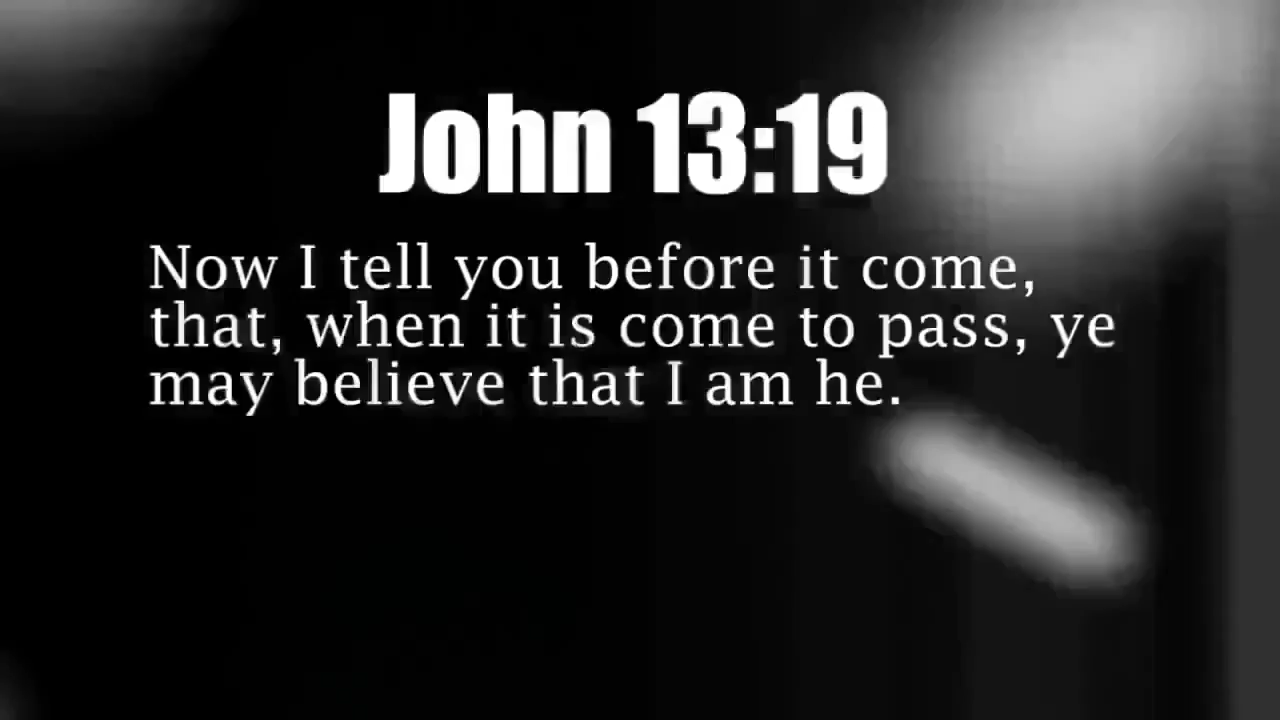 John 13:19
Now I tell you before it come,
that, when it is come to pass, ye
may believe that I am he.